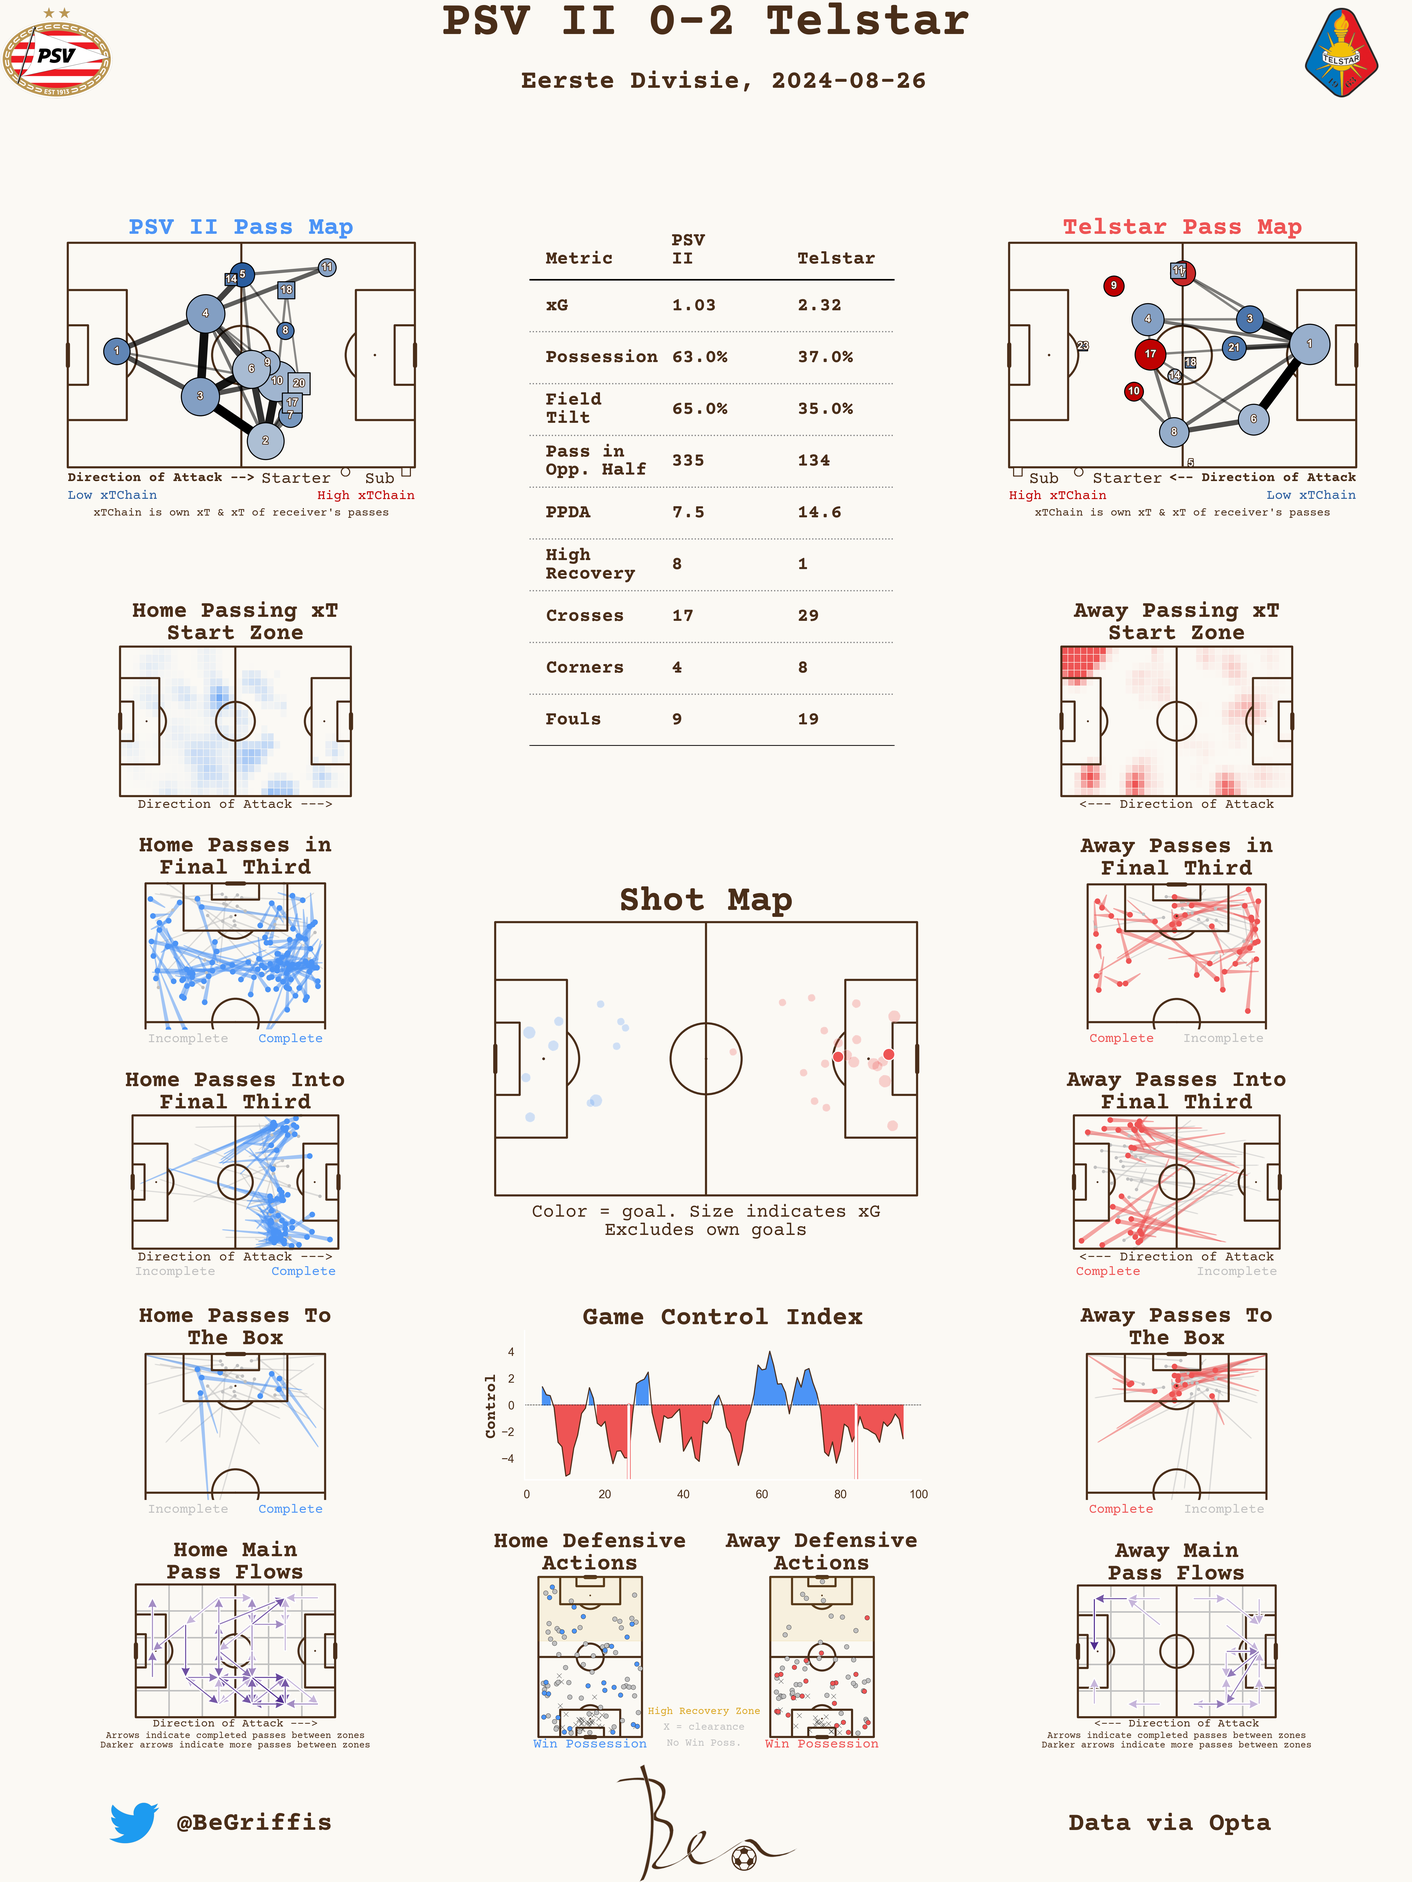 PSV II 0-2 Telstar
Eerste Divisie, 2024-08-26
PSV
EST 1913
TELSTAR
PSV II Pass Map
14 5 11
18
4
8
1
9
6
10 20
3
17
7
2
Direction of Attack --> Starter Sub
Low xTChain High xTChain
xTChain is own xT & xT of receiver's passes
Metric PSV II Telstar
xG 1.03 2.32
Possession 63.0% 37.0%
Field Tilt 65.0% 35.0%
Pass in Opp. Half 335 134
PPDA 7.5 14.6
High Recovery 8 1
Crosses 17 29
Corners 4 8
Fouls 9 19
Telstar Pass Map
11
9
4 3
23 21 1
17
18
14
10
6
8
5
Sub Starter <-- Direction of Attack
High xTChain Low xTChain
xTChain is own xT & xT of receiver's passes
Home Passing xT
Start Zone
Direction of Attack --->
Away Passing xT
Start Zone
<--- Direction of Attack
Home Passes in
Final Third
Incomplete Complete
Away Passes in
Final Third
Complete Incomplete
Shot Map
Color = goal. Size indicates xG
Excludes own goals
Home Passes Into
Final Third
Direction of Attack --->
Incomplete Complete
Away Passes Into
Final Third
<--- Direction of Attack
Complete Incomplete
Home Passes To
The Box
Incomplete Complete
Game Control Index
Control
4
2
0
−2
−4
0 20 40 60 80 100
Away Passes To
The Box
Complete Incomplete
Home Main
Pass Flows
Direction of Attack --->
Arrows indicate completed passes between zones
Darker arrows indicate more passes between zones
Home Defensive
Actions
Win Possession
High Recovery Zone
X = clearance
No Win Poss.
Away Defensive
Actions
Win Possession
Away Main
Pass Flows
<--- Direction of Attack
Arrows indicate completed passes between zones
Darker arrows indicate more passes between zones
@BeGriffis
Ben
Data via Opta